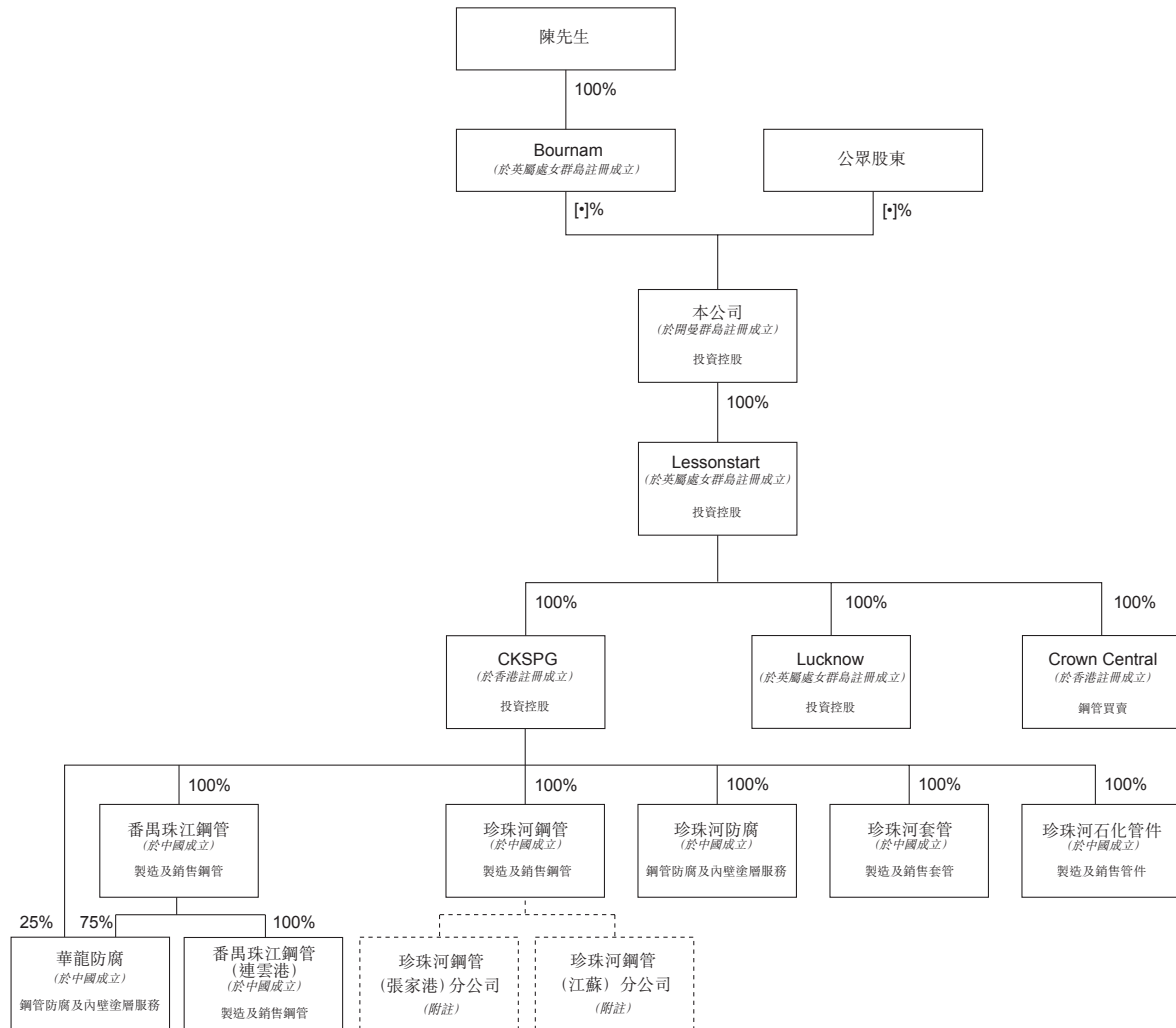 陳先生
100%
Bournam
(於英屬處女群島註冊成立)
公眾股東
[•]%
[•]%
本公司
(於開曼群島註冊成立)
投資控股
100%
Lessonstart
(於英屬處女群島註冊成立)
投資控股
100%
100%
100%
CKSPG
(於香港註冊成立)
投資控股
Lucknow
(於英屬處女群島註冊成立)
投資控股
Crown Central
(於香港註冊成立)
鋼管買賣
100%
100%
100%
100%
100%
番禺珠江鋼管
(於中國成立)
製造及銷售鋼管
珍珠河鋼管
(於中國成立)
製造及銷售鋼管
珍珠河防腐
(於中國成立)
鋼管防腐及內壁塗層服務
珍珠河套管
(於中國成立)
製造及銷售套管
珍珠河石化管件
(於中國成立)
製造及銷售管件
25%
75%
100%
華龍防腐
(於中國成立)
鋼管防腐及內壁塗層服務
番禺珠江鋼管
(連雲港)
(於中國成立)
製造及銷售鋼管
珍珠河鋼管
(張家港) 分公司
(附註)
珍珠河鋼管
(江蘇) 分公司
(附註)